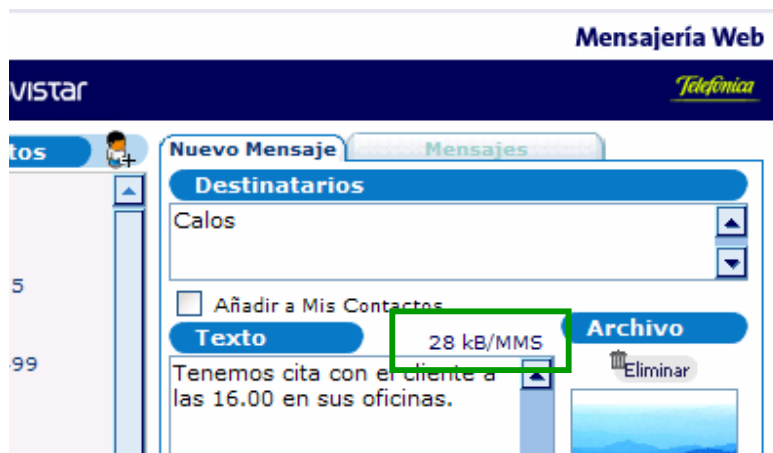 Mensajería Web
vistar
Telefónica
tos
Nuevo Mensaje
Mensajes
Destinatarios
Calos
5
Añadir a Mis Contactos
Texto
28 kB/MMS
Archivo
99
Eliminar
Tenemos cita con el cliente a
las 16.00 en sus oficinas.